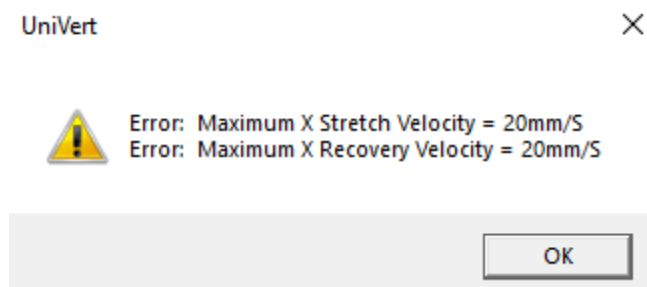 UniVert
Error:  Maximum X Stretch Velocity = 20mm/S
Error:  Maximum X Recovery Velocity = 20mm/S
OK